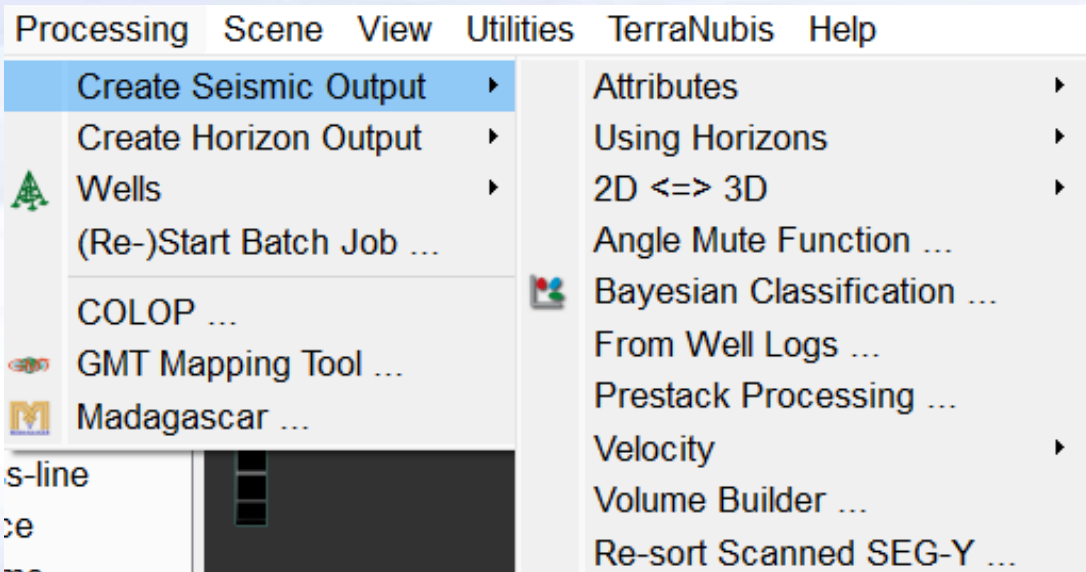 Processing Scene View Utilities TerraNubis Help
Create Seismic Output
Create Horizon Output
Wells
(Re-)Start Batch Job ...
COLOP ...
GMT Mapping Tool ...
Madagascar ...
s-line
Attributes
Using Horizons
2D <=> 3D
Angle Mute Function ...
Bayesian Classification ...
From Well Logs ...
Prestack Processing ...
Velocity
Volume Builder ...
Re-sort Scanned SEG-Y ...